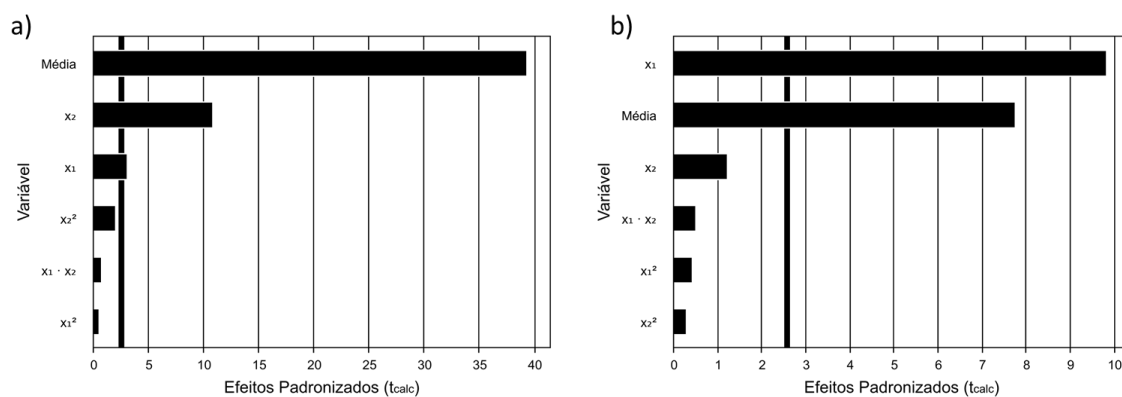 a)
Variável
Média
x₂
x₁
x₂²
x₁ · x₂
x₁²
0 5 10 15 20 25 30 35 40
Efeitos Padronizados (tcalc)
b)
Variável
x₁
Média
x₂
x₁ · x₂
x₁²
x₂²
0 1 2 3 4 5 6 7 8 9 10
Efeitos Padronizados (tcalc)